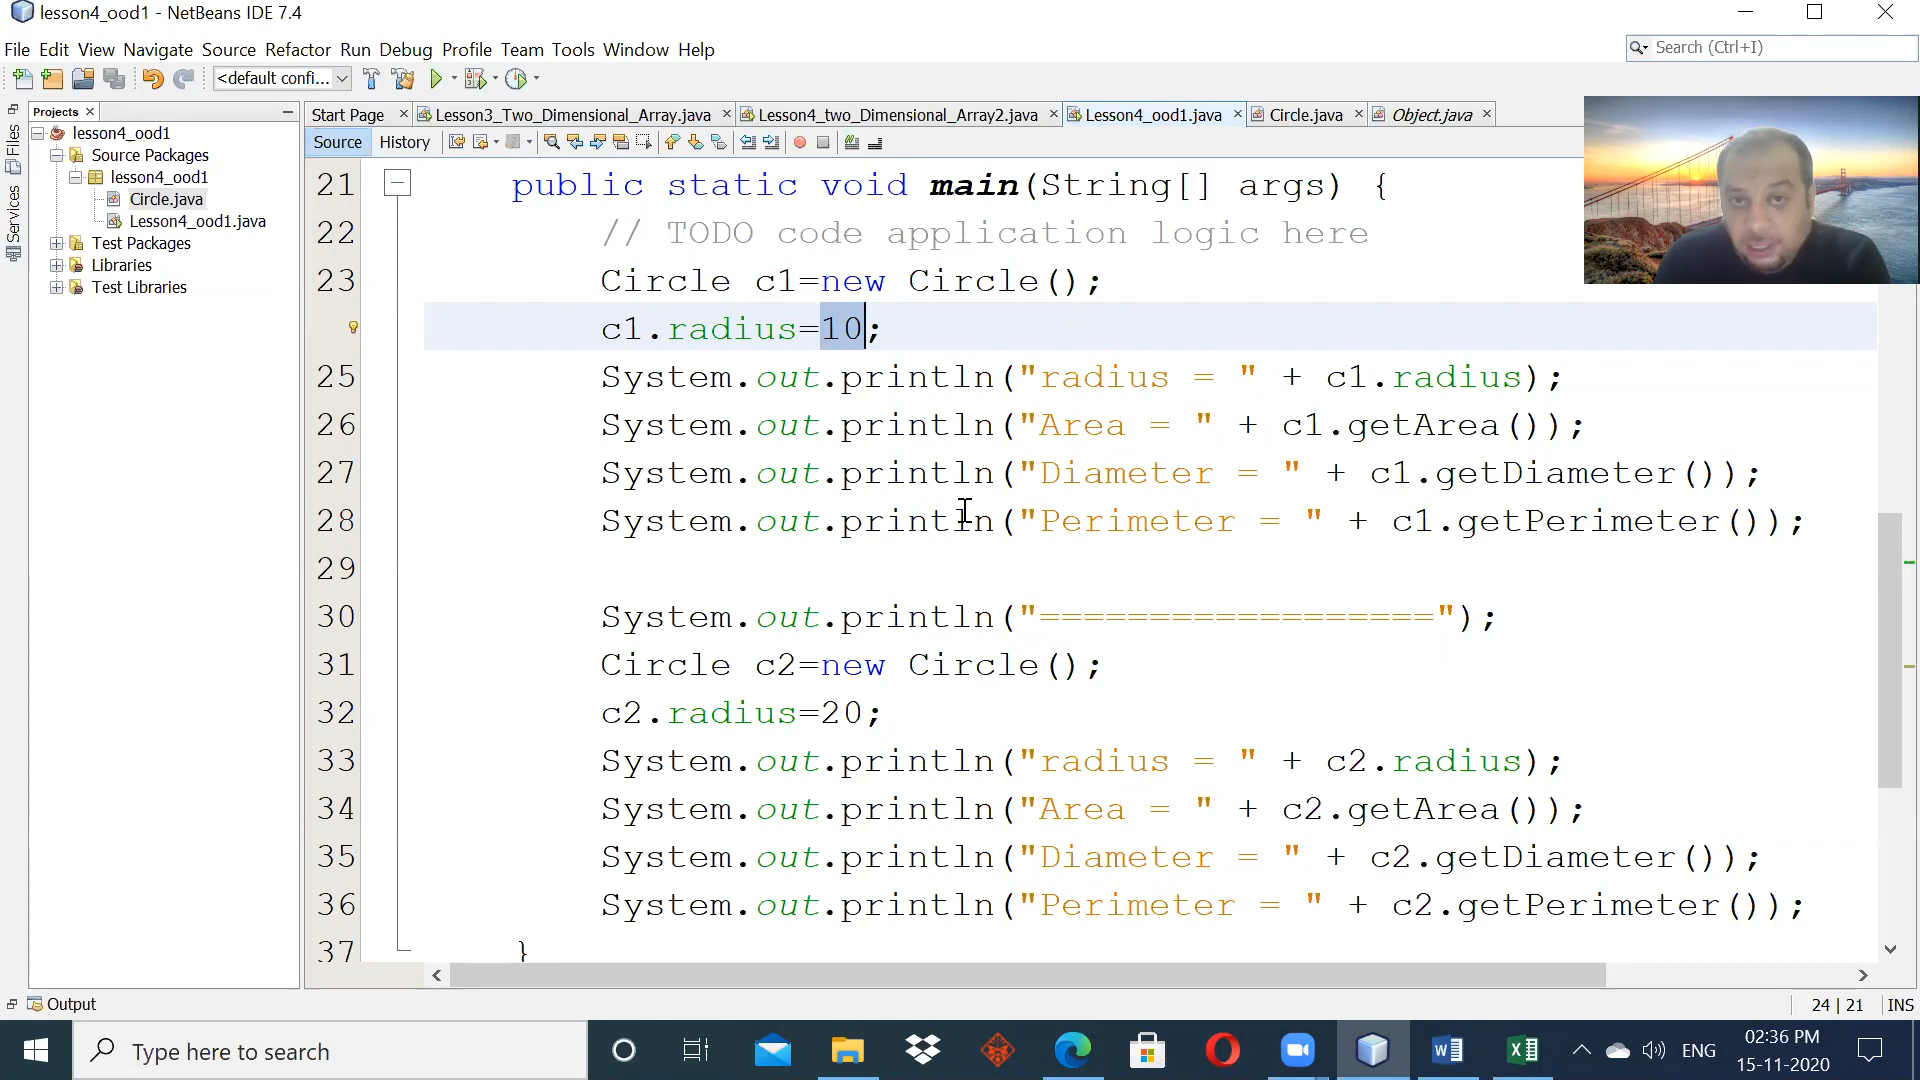 lesson4_ood1 - NetBeans IDE 7.4
File Edit View Navigate Source Refactor Run Debug Profile Team Tools Window Help
Search (Ctrl+I)
<default confi...
Projects
Start Page
Lesson3_Two_Dimensional_Array.java
Lesson4_two_Dimensional_Array2.java
Lesson4_ood1.java
Circle.java
Object.java
Files
Services
lesson4_ood1
Source Packages
lesson4_ood1
Circle.java
Lesson4_ood1.java
Test Packages
Libraries
Test Libraries
Source History
21 public static void main(String[] args) {
22 // TODO code application logic here
23 Circle c1=new Circle();
c1.radius=10;
25 System.out.println("radius = " + c1.radius);
26 System.out.println("Area = " + c1.getArea());
27 System.out.println("Diameter = " + c1.getDiameter());
28 System.out.println("Perimeter = " + c1.getPerimeter());
29
30 System.out.println("==================");
31 Circle c2=new Circle();
32 c2.radius=20;
33 System.out.println("radius = " + c2.radius);
34 System.out.println("Area = " + c2.getArea());
35 System.out.println("Diameter = " + c2.getDiameter());
36 System.out.println("Perimeter = " + c2.getPerimeter());
37 }
Output
24 | 21 INS
Type here to search
ENG
02:36 PM
15-11-2020